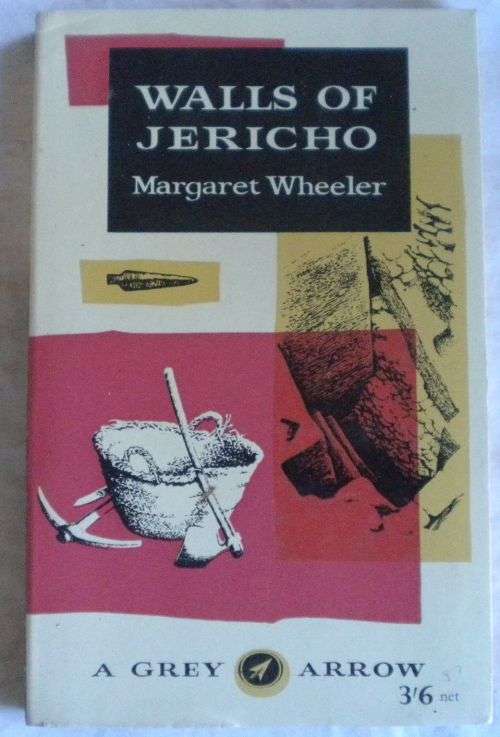 WALLS OF
JERICHO
Margaret Wheeler
A GREY ARROW
3'6 net